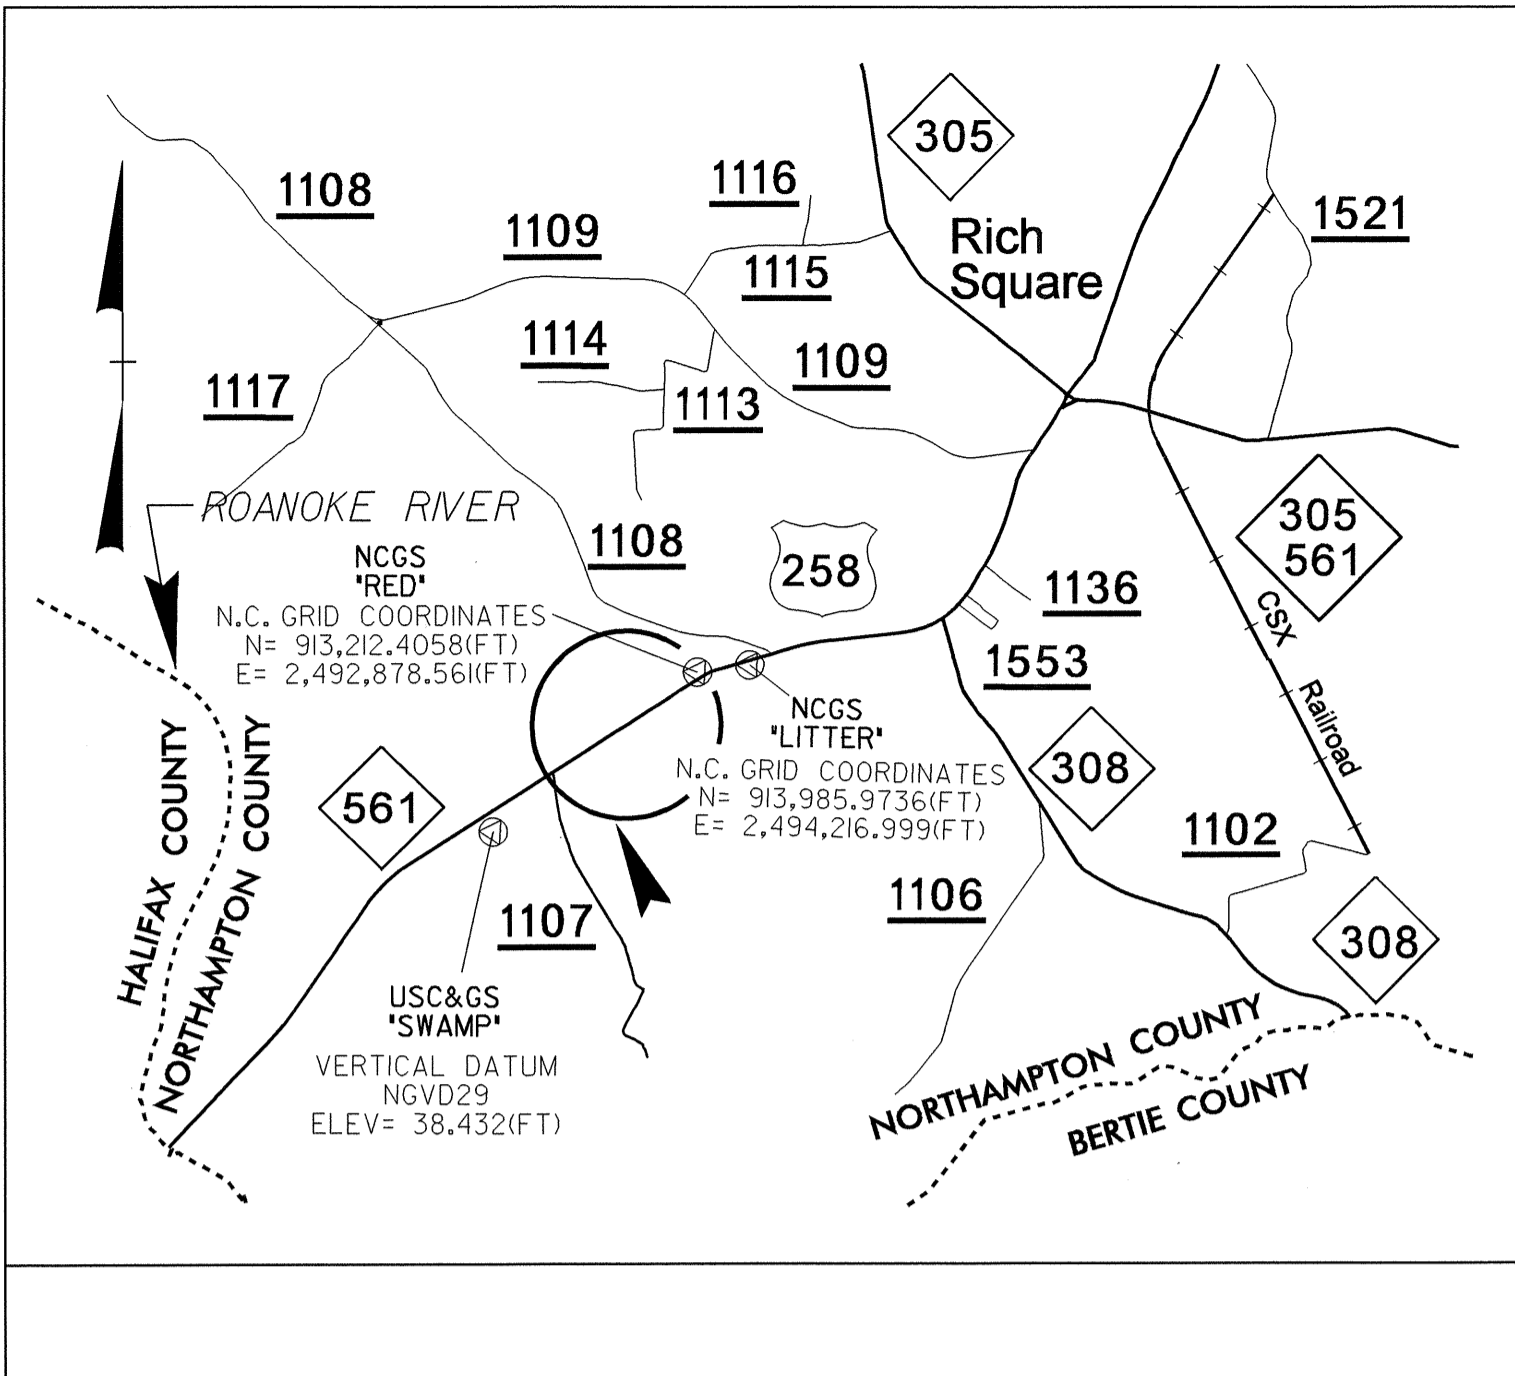 305
1116
1108
1521
1109
Rich
Square
1115
1114
1109
1117
1113
ROANOKE RIVER
305
561
1108
258
NCGS
"RED"
N.C. GRID COORDINATES
N= 913,212.4058(FT)
E= 2,492,878.561(FT)
1136
CSX
Railroad
1553
NCGS
"LITTER"
N.C. GRID COORDINATES
N= 913,985.9736(FT)
E= 2,494,216.999(FT)
308
HALIFAX COUNTY
NORTHAMPTON COUNTY
561
1102
1106
1107
308
USC&GS
"SWAMP"
VERTICAL DATUM
NGVD29
ELEV= 38.432(FT)
NORTHAMPTON COUNTY
BERTIE COUNTY